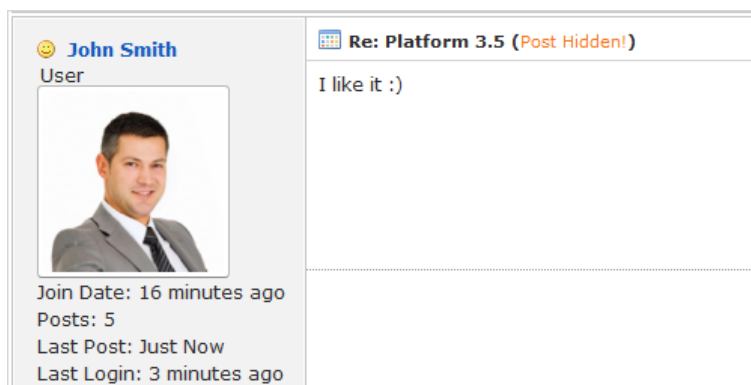 John Smith
User
Join Date: 16 minutes ago
Posts: 5
Last Post: Just Now
Last Login: 3 minutes ago
Re: Platform 3.5 (Post Hidden!)
I like it :)